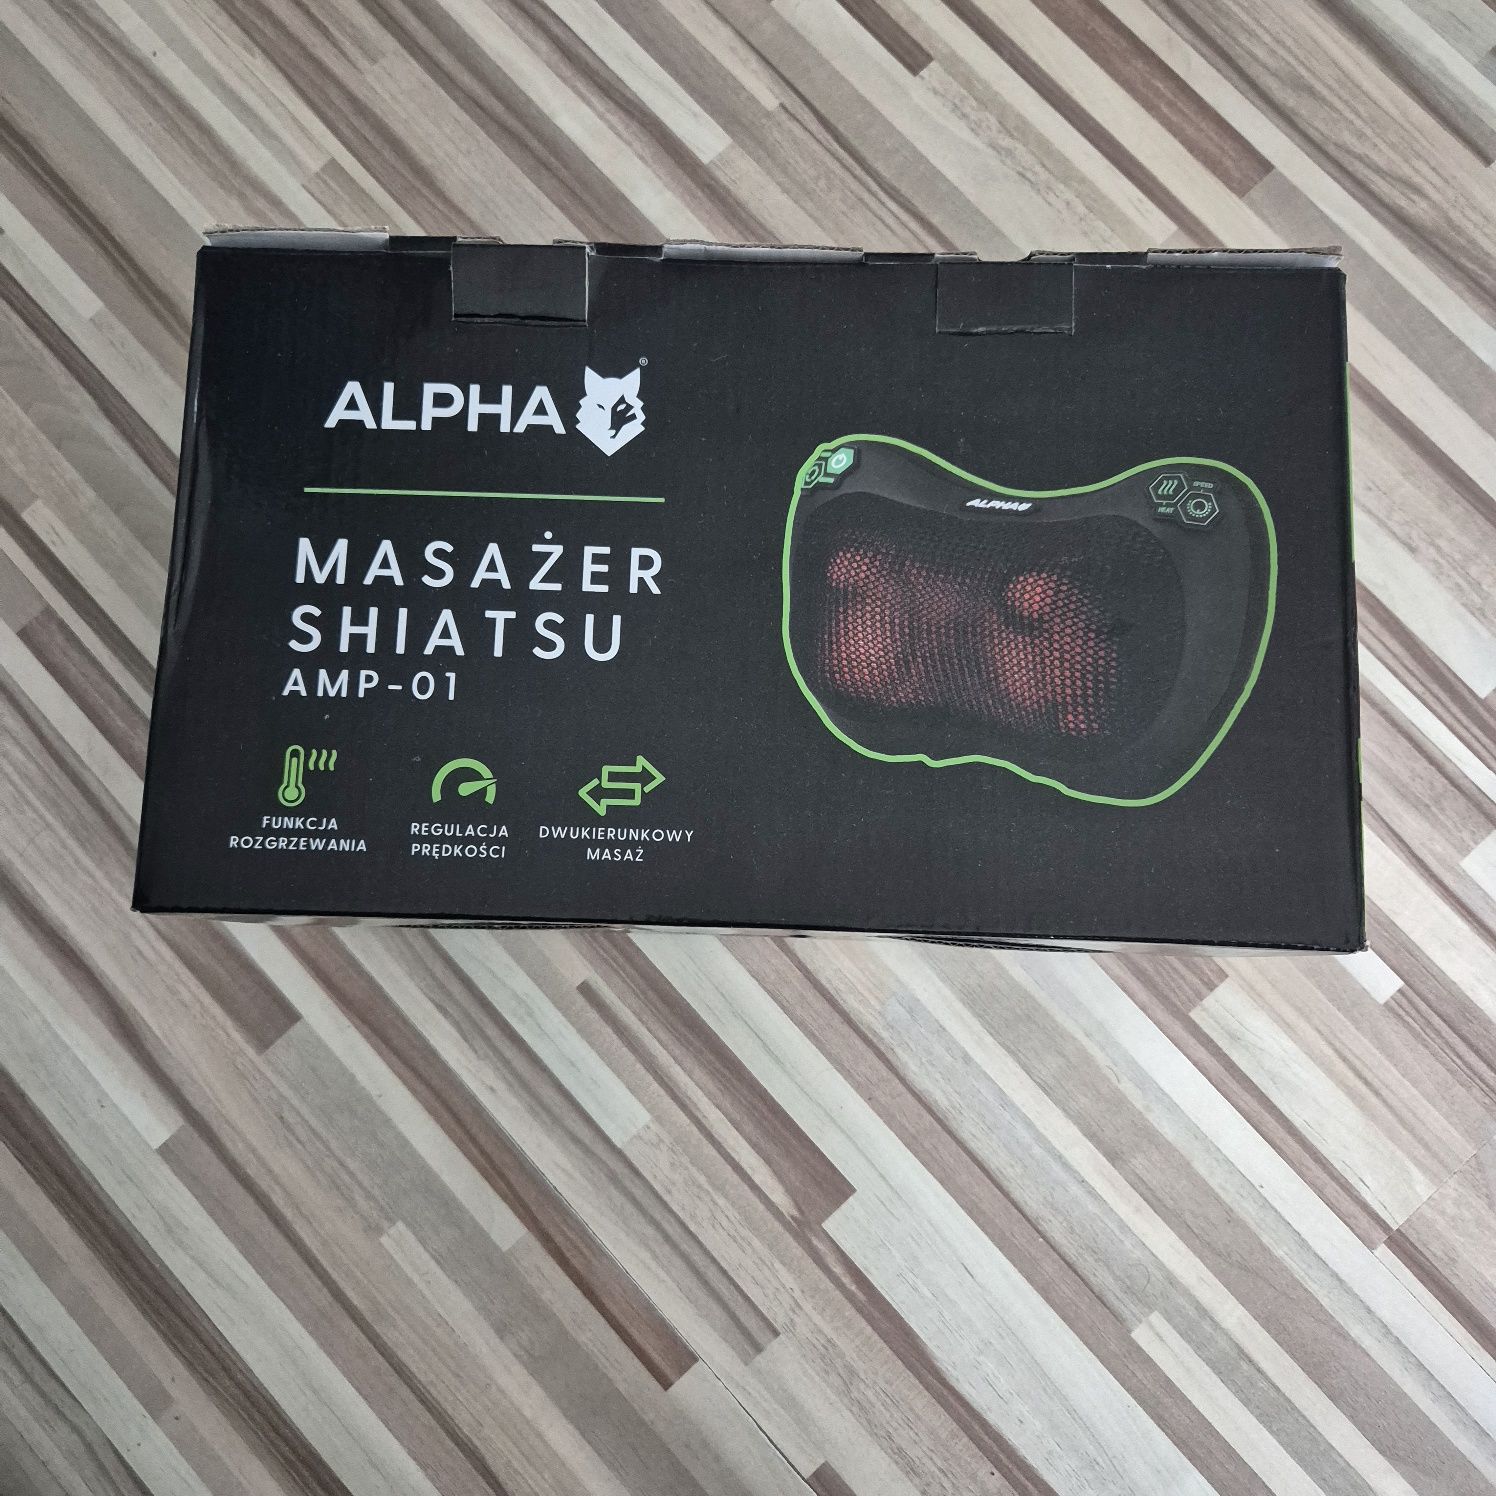 ALPHA
®
MASAŻER
SHIATSU
AMP-01
FUNKCJA
ROZGRZEWANIA
REGULACJA
PRĘDKOŚCI
DWUKIERUNKOWY
MASAŻ
ALPHA
SPEED
HEAT